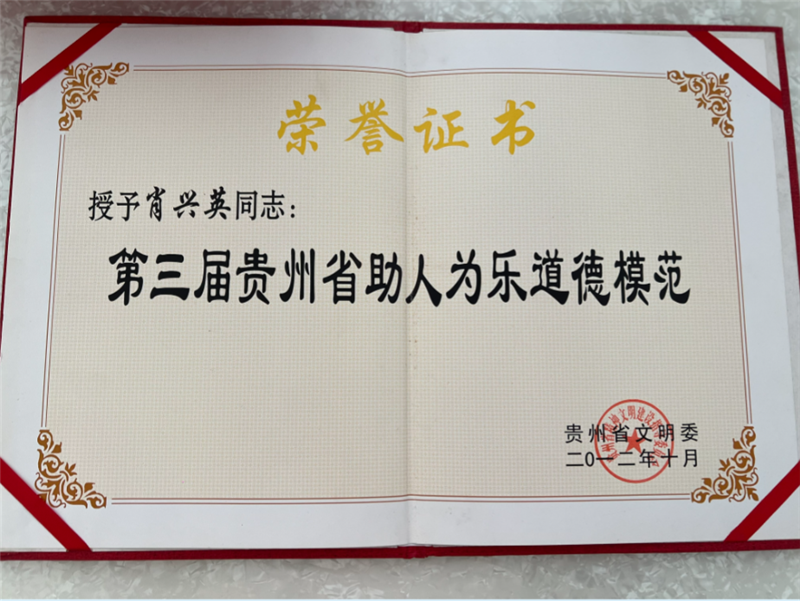 荣誉证书
授予肖兴英同志：
第三届贵州省助人为乐道德模范
贵州省文明委
二〇一二年十月